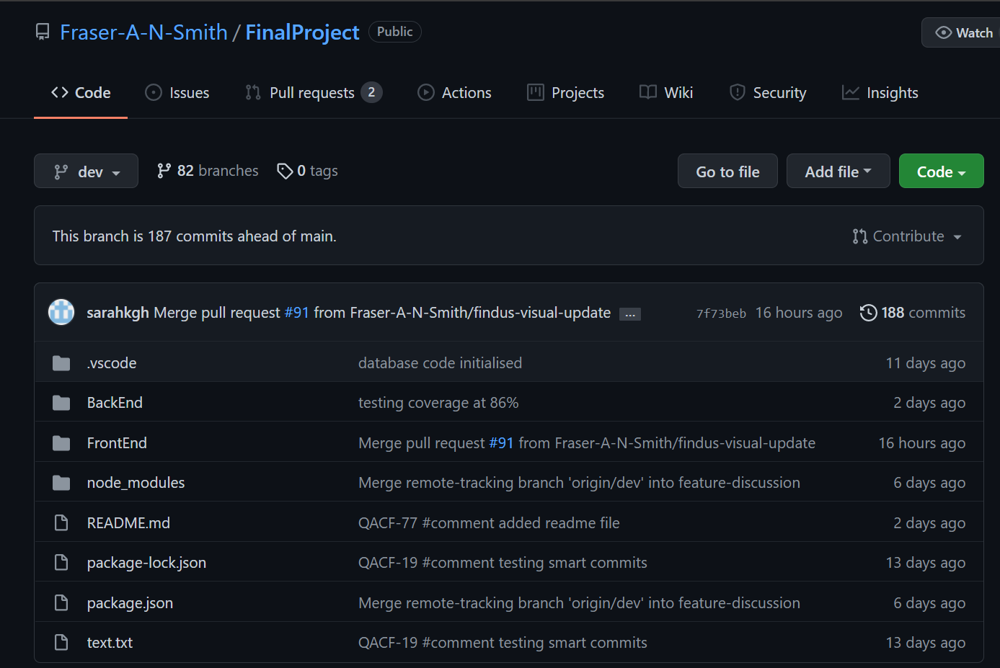 Fraser-A-N-Smith / FinalProject Public Watch
Code Issues Pull requests 2 Actions Projects Wiki Security Insights
dev 82 branches 0 tags Go to file Add file Code
This branch is 187 commits ahead of main. Contribute
sarahkgh Merge pull request #91 from Fraser-A-N-Smith/findus-visual-update ... 7f73beb 16 hours ago 188 commits
.vscode database code initialised 11 days ago
BackEnd testing coverage at 86% 2 days ago
FrontEnd Merge pull request #91 from Fraser-A-N-Smith/findus-visual-update 16 hours ago
node_modules Merge remote-tracking branch 'origin/dev' into feature-discussion 6 days ago
README.md QACF-77 #comment added readme file 2 days ago
package-lock.json QACF-19 #comment testing smart commits 13 days ago
package.json Merge remote-tracking branch 'origin/dev' into feature-discussion 6 days ago
text.txt QACF-19 #comment testing smart commits 13 days ago